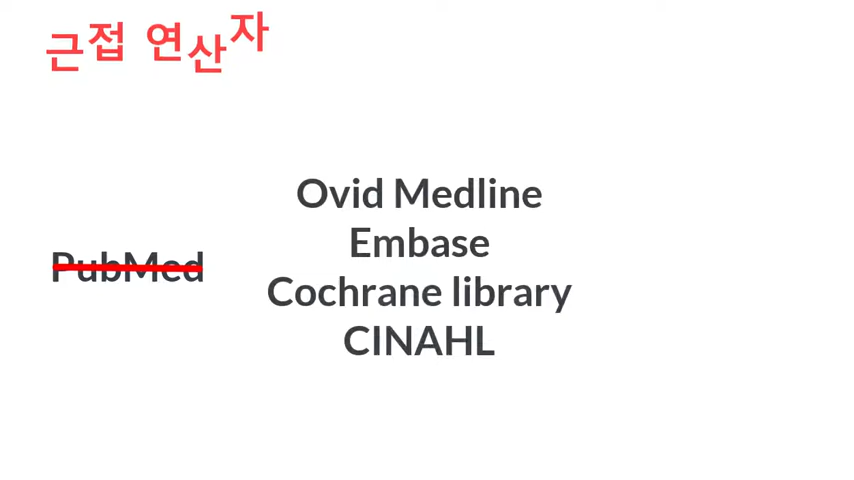 근접 연산자
Ovid Medline
Embase
PubMed
Cochrane library
CINAHL